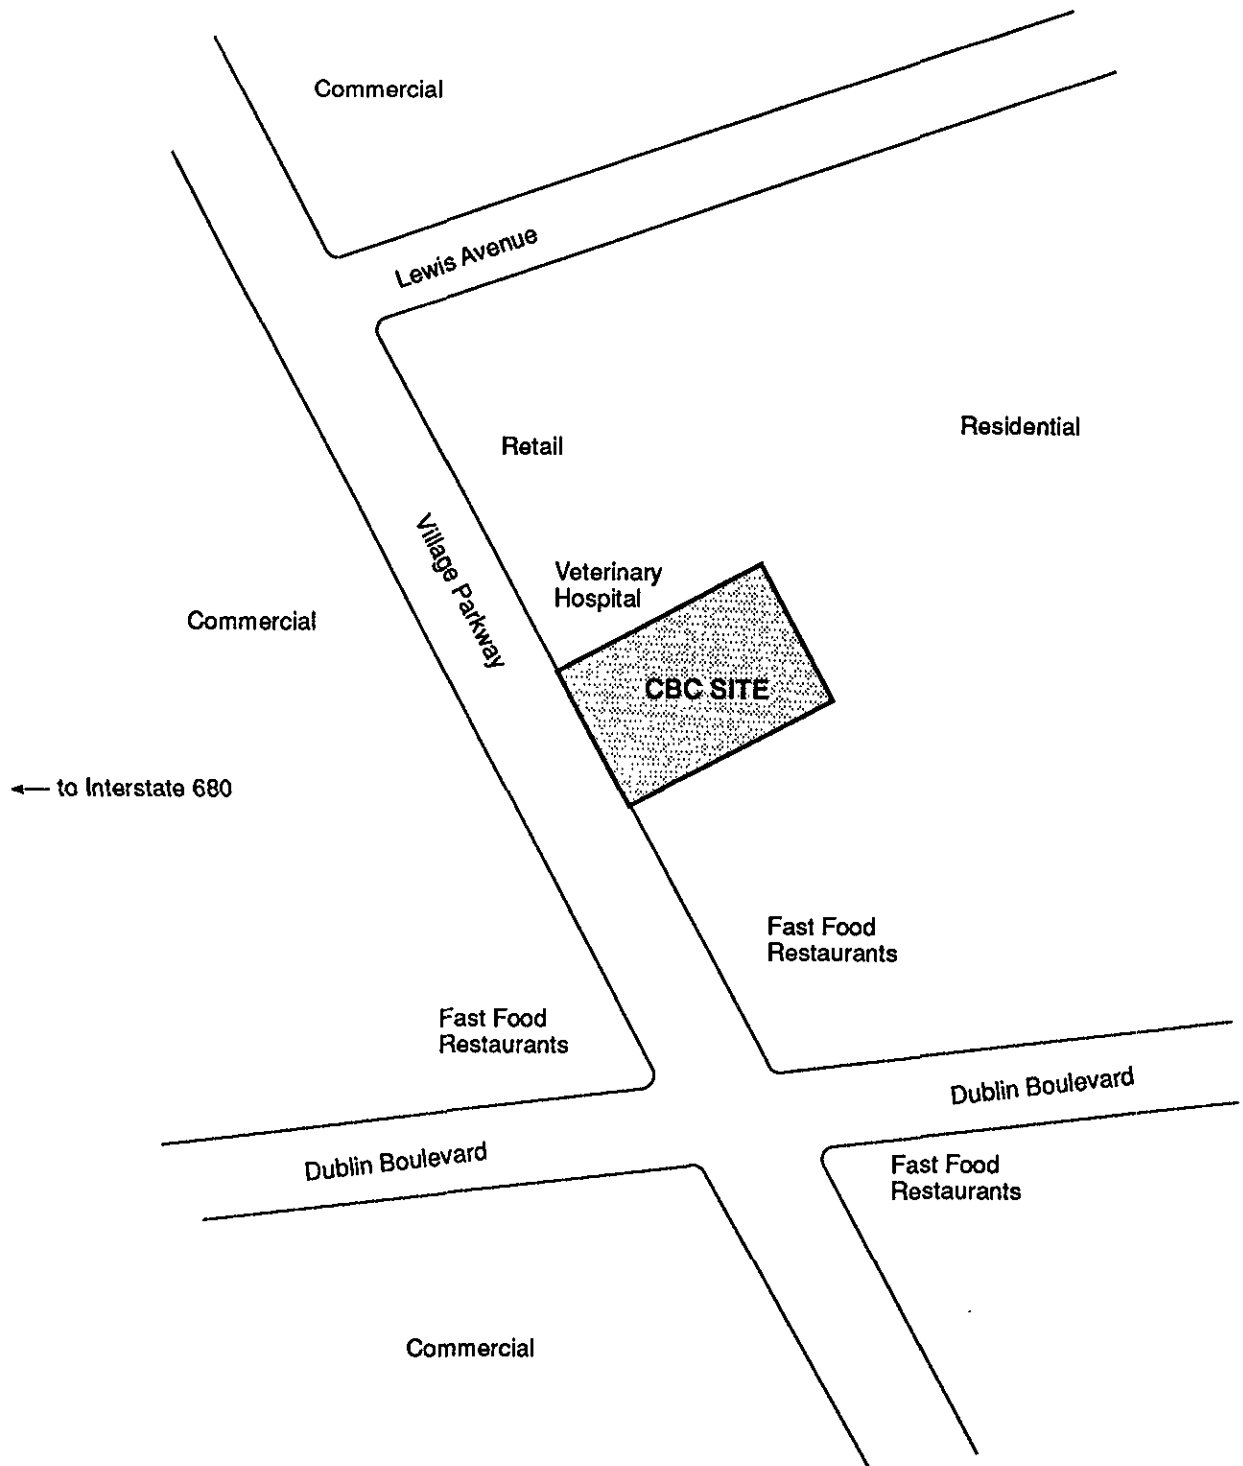 Commercial
Lewis Avenue
Retail
Residential
Village Parkway
Veterinary
Hospital
Commercial
CBC SITE
← to Interstate 680
Fast Food
Restaurants
Fast Food
Restaurants
Dublin Boulevard
Dublin Boulevard
Fast Food
Restaurants
Commercial